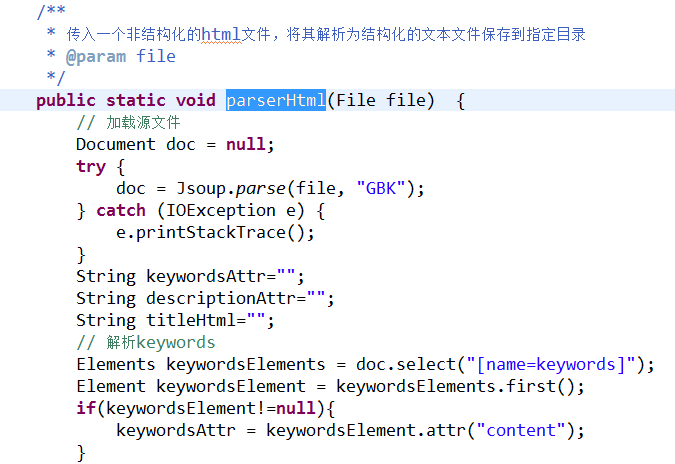 /**
 * 传入一个非结构化的html文件，将其解析为结构化的文本文件保存到指定目录
 * @param file
 */
public static void parserHtml(File file)  {
    // 加载源文件
    Document doc = null;
    try {
        doc = Jsoup.parse(file, "GBK");
    } catch (IOException e) {
        e.printStackTrace();
    }
    String keywordsAttr="";
    String descriptionAttr="";
    String titleHtml="";
    // 解析keywords
    Elements keywordsElements = doc.select("[name=keywords]");
    Element keywordsElement = keywordsElements.first();
    if(keywordsElement!=null){
        keywordsAttr = keywordsElement.attr("content");
    }